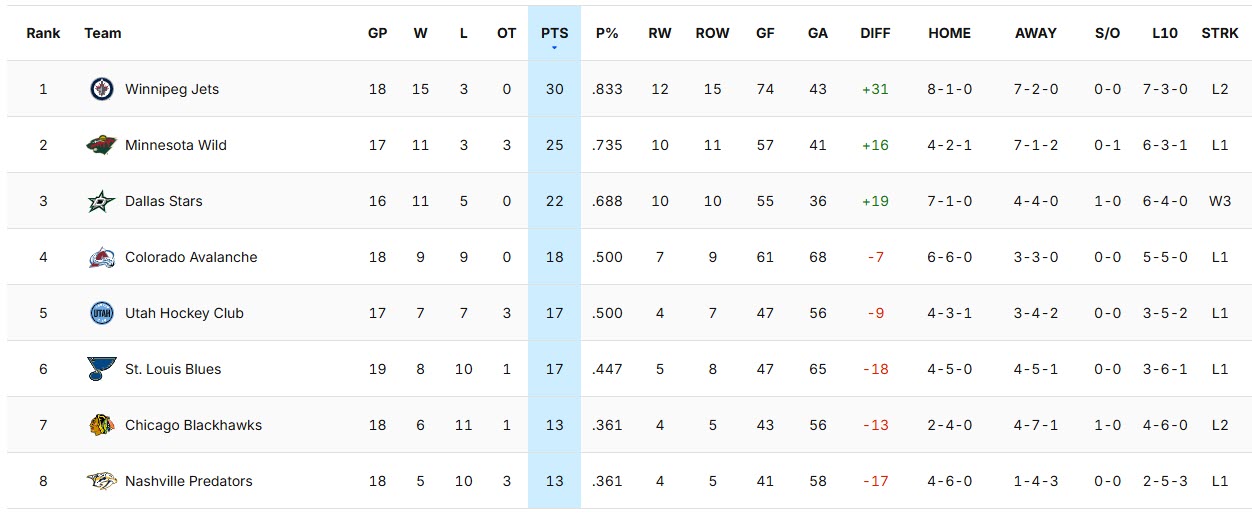 Rank Team GP W L OT PTS P% RW ROW GF GA DIFF HOME AWAY S/O L10 STRK
1 Winnipeg Jets 18 15 3 0 30 .833 12 15 74 43 +31 8-1-0 7-2-0 0-0 7-3-0 L2
2 Minnesota Wild 17 11 3 3 25 .735 10 11 57 41 +16 4-2-1 7-1-2 0-1 6-3-1 L1
3 Dallas Stars 16 11 5 0 22 .688 10 10 55 36 +19 7-1-0 4-4-0 1-0 6-4-0 W3
4 Colorado Avalanche 18 9 9 0 18 .500 7 9 61 68 -7 6-6-0 3-3-0 0-0 5-5-0 L1
5 UTAH Utah Hockey Club 17 7 7 3 17 .500 4 7 47 56 -9 4-3-1 3-4-2 0-0 3-5-2 L1
6 St. Louis Blues 19 8 10 1 17 .447 5 8 47 65 -18 4-5-0 4-5-1 0-0 3-6-1 L1
7 Chicago Blackhawks 18 6 11 1 13 .361 4 5 43 56 -13 2-4-0 4-7-1 1-0 4-6-0 L2
8 Nashville Predators 18 5 10 3 13 .361 4 5 41 58 -17 4-6-0 1-4-3 0-0 2-5-3 L1